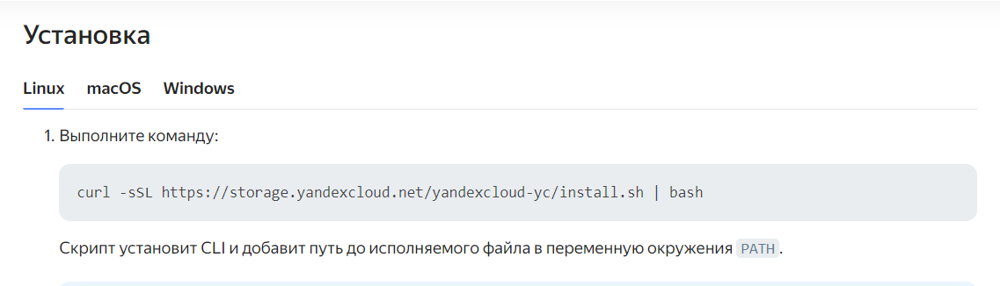 Установка
Linux macOS Windows
1. Выполните команду:
curl -sSL https://storage.yandexcloud.net/yandexcloud-yc/install.sh | bash
Скрипт установит CLI и добавит путь до исполняемого файла в переменную окружения PATH.